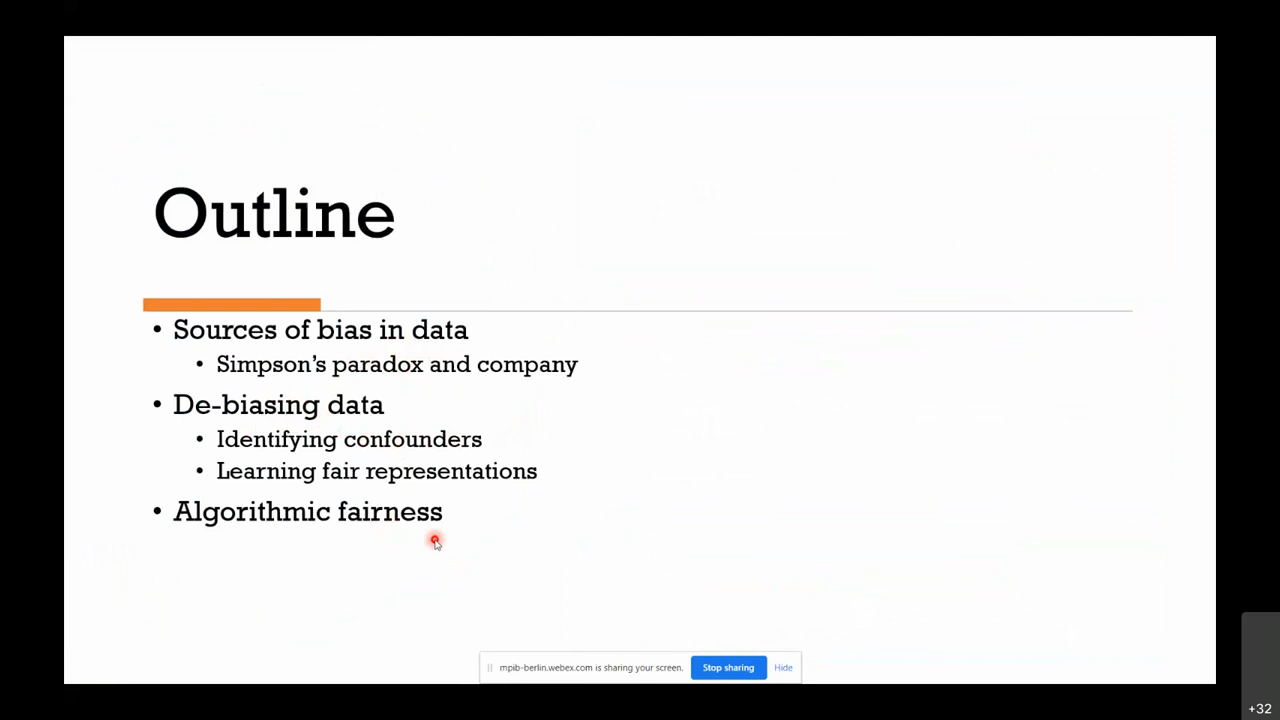 Outline
• Sources of bias in data
• Simpson’s paradox and company
• De-biasing data
• Identifying confounders
• Learning fair representations
• Algorithmic fairness
mpib-berlin.webex.com is sharing your screen. Stop sharing Hide
+32